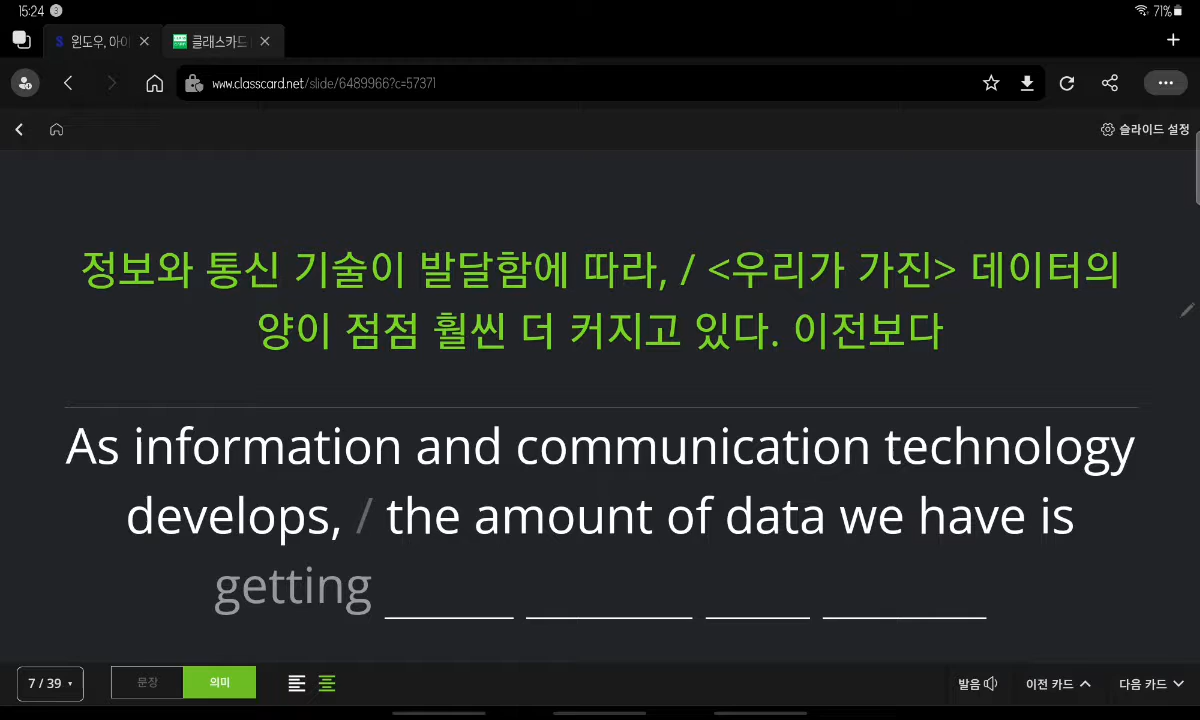 15:24
71%
S 윈도우, 아이
클래스카드
www.classcard.net/slide/6489966?c=57371
슬라이드 설정
정보와 통신 기술이 발달함에 따라, / <우리가 가진> 데이터의
양이 점점 훨씬 더 커지고 있다. 이전보다
As information and communication technology
develops, / the amount of data we have is
getting ____ ____ ____ ____
7 / 39
문장
의미
발음
이전 카드
다음 카드